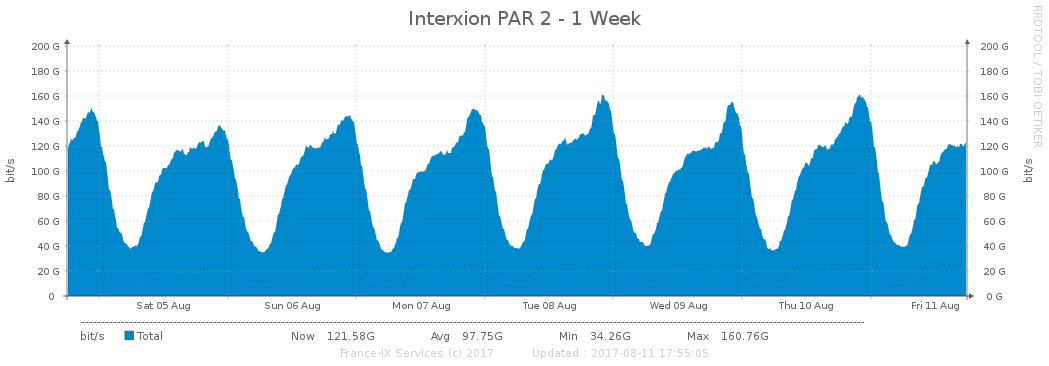 Interxion PAR 2 - 1 Week
RRDTOOL / TOBI OETIKER
200 G 200 G
180 G 180 G
160 G 160 G
140 G 140 G
120 G 120 G
100 G 100 G
80 G 80 G
60 G 60 G
40 G 40 G
20 G 20 G
0 0 G
bit/s bit/s
Sat 05 Aug Sun 06 Aug Mon 07 Aug Tue 08 Aug Wed 09 Aug Thu 10 Aug Fri 11 Aug
bit/s Total Now 121.58G Avg 97.75G Min 34.26G Max 160.76G
France-IX Services (c) 2017 Updated : 2017-08-11 17:55:05